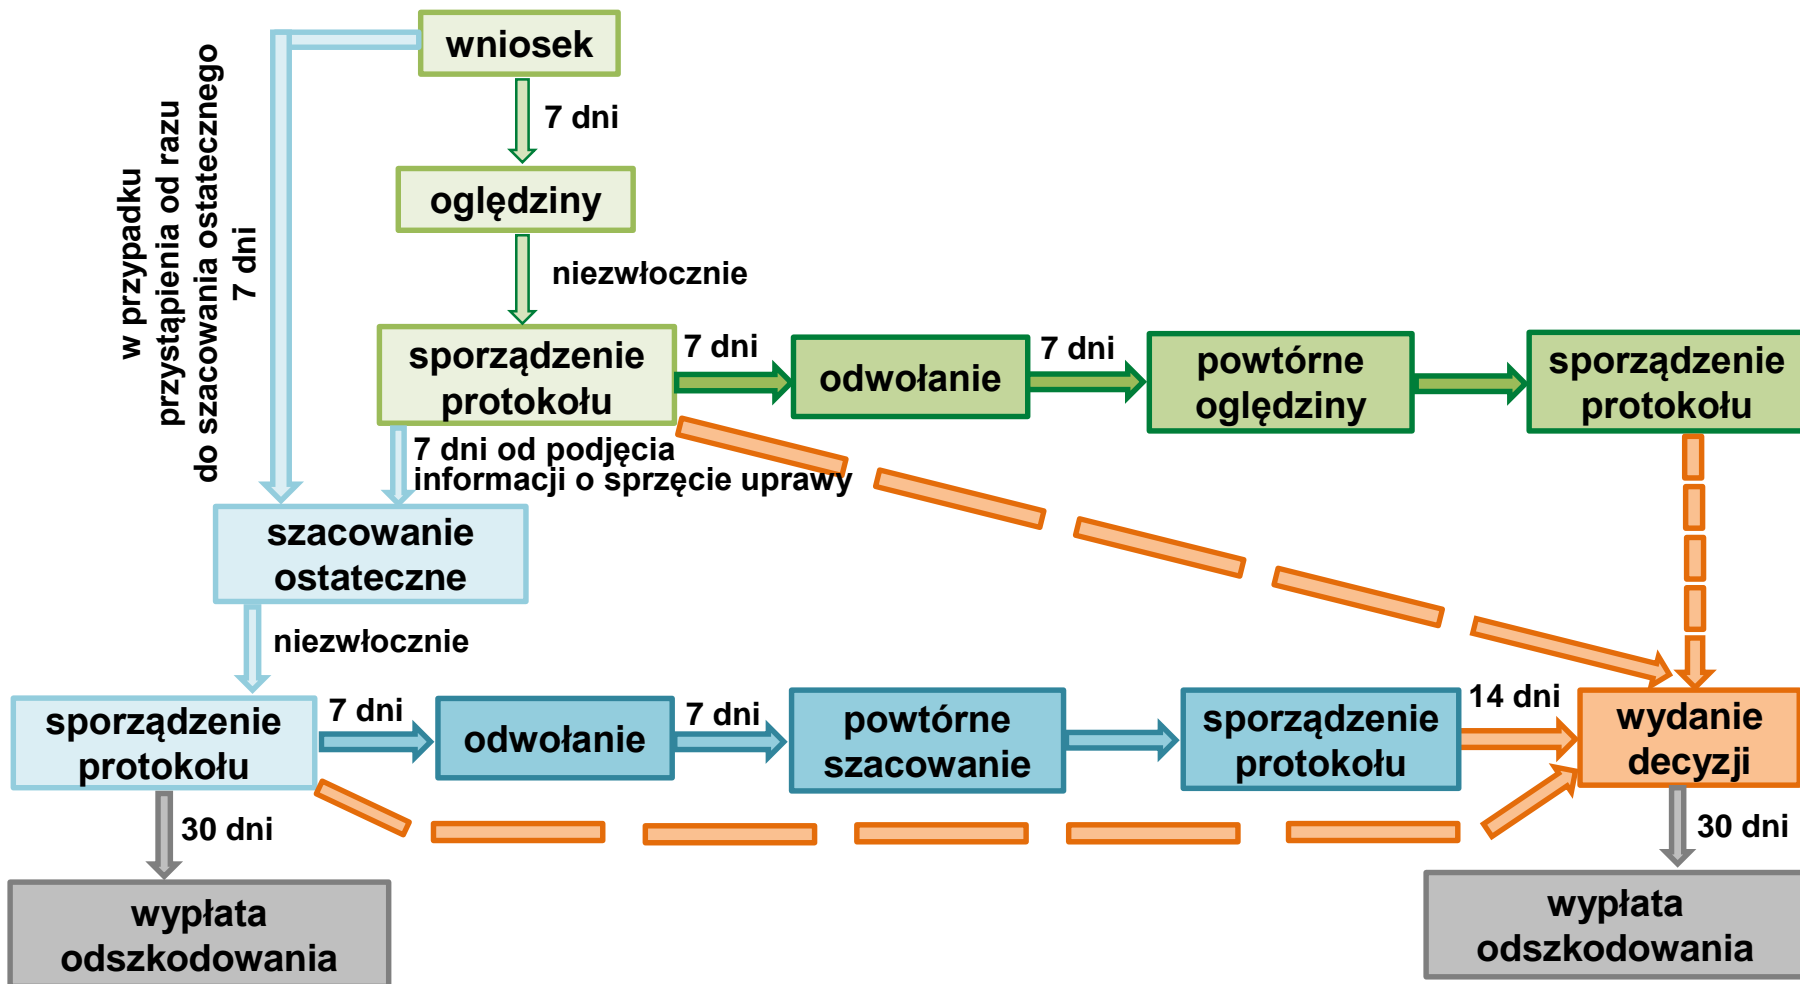 wniosek
7 dni
w przypadku
przystąpienia od razu
do szacowania ostatecznego
7 dni
oględziny
niezwłocznie
sporządzenie
protokołu
7 dni
odwołanie
7 dni
powtórne
oględziny
sporządzenie
protokołu
7 dni od podjęcia
informacji o sprzęcie uprawy
szacowanie
ostateczne
niezwłocznie
sporządzenie
protokołu
7 dni
odwołanie
7 dni
powtórne
szacowanie
sporządzenie
protokołu
14 dni
wydanie
decyzji
30 dni
30 dni
wypłata
odszkodowania
wypłata
odszkodowania